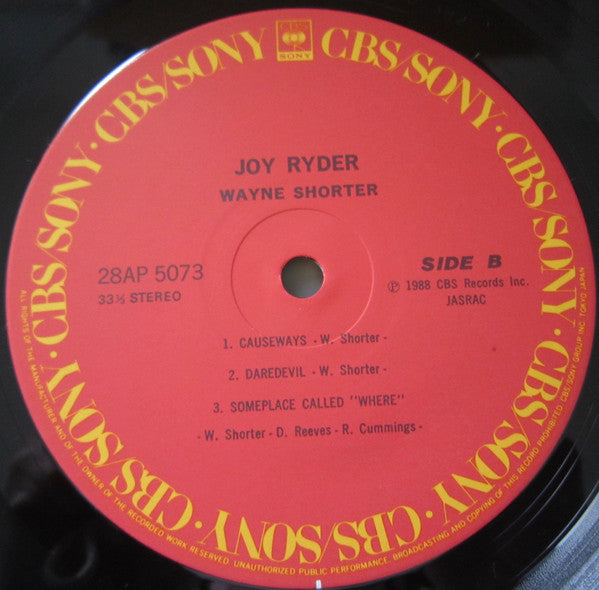 CBS/SONY · CBS/SONY · CBS/SONY · CBS/SONY · CBS/SONY · CBS/SONY · CBS/SONY · CBS/SONY
SONY
JOY RYDER
WAYNE SHORTER
28AP 5073
33⅓ STEREO
SIDE B
Ⓟ 1988 CBS Records Inc.
JASRAC
1. CAUSEWAYS - W. Shorter -
2. DAREDEVIL - W. Shorter -
3. SOMEPLACE CALLED "WHERE"
- W. Shorter - D. Reeves - R. Cummings -
ALL RIGHTS OF THE MANUFACTURER AND OF THE OWNER OF THE RECORDED WORK RESERVED. UNAUTHORIZED PUBLIC PERFORMANCE, BROADCASTING AND COPYING OF THIS RECORD PROHIBITED CBS/SONY GROUP INC. TOKYO JAPAN